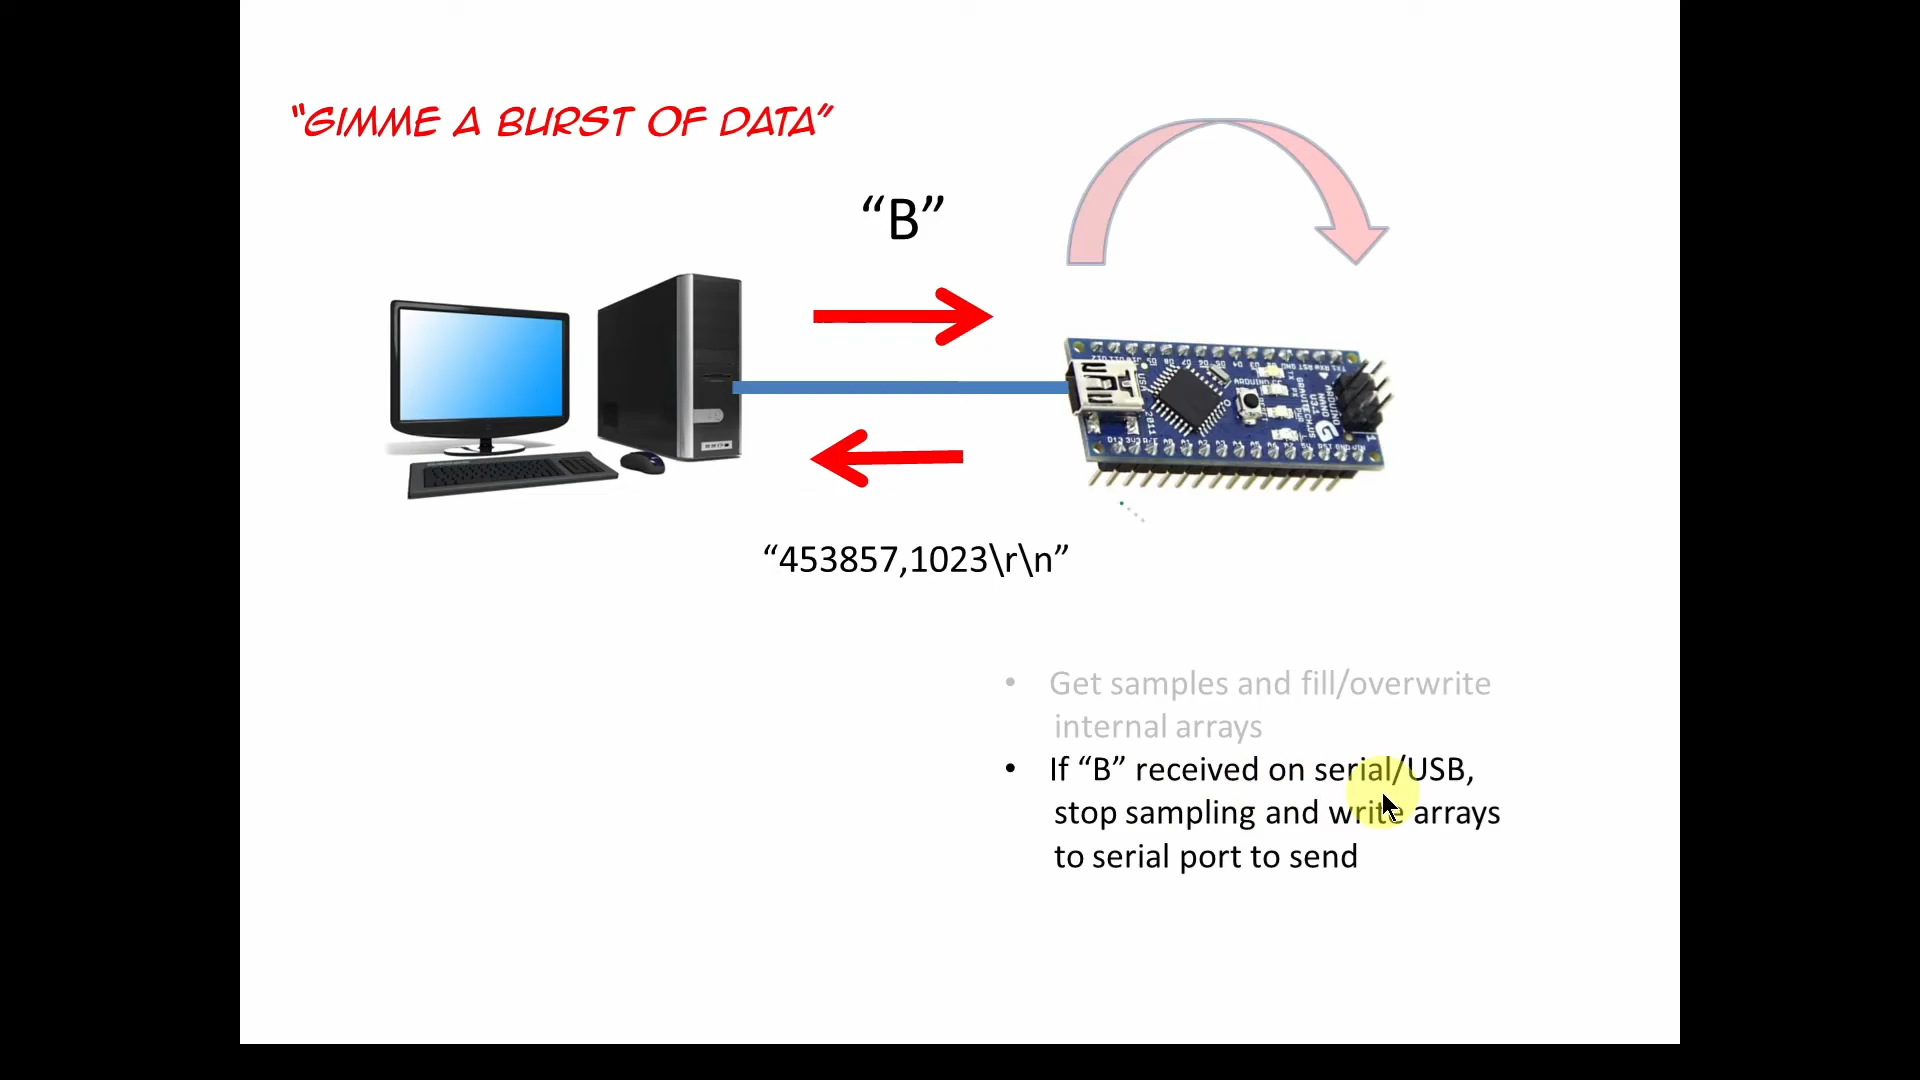 “GIMME A BURST OF DATA”
“B”
“453857,1023\r\n”
• Get samples and fill/overwrite
internal arrays
• If “B” received on serial/USB,
stop sampling and write arrays
to serial port to send